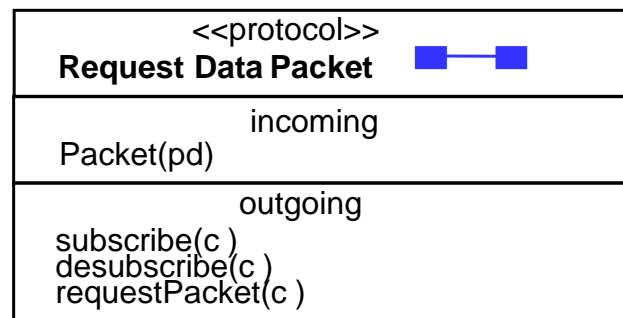 <<protocol>>
Request Data Packet
incoming
Packet(pd)
outgoing
subscribe(c )
desubscribe(c )
requestPacket(c )